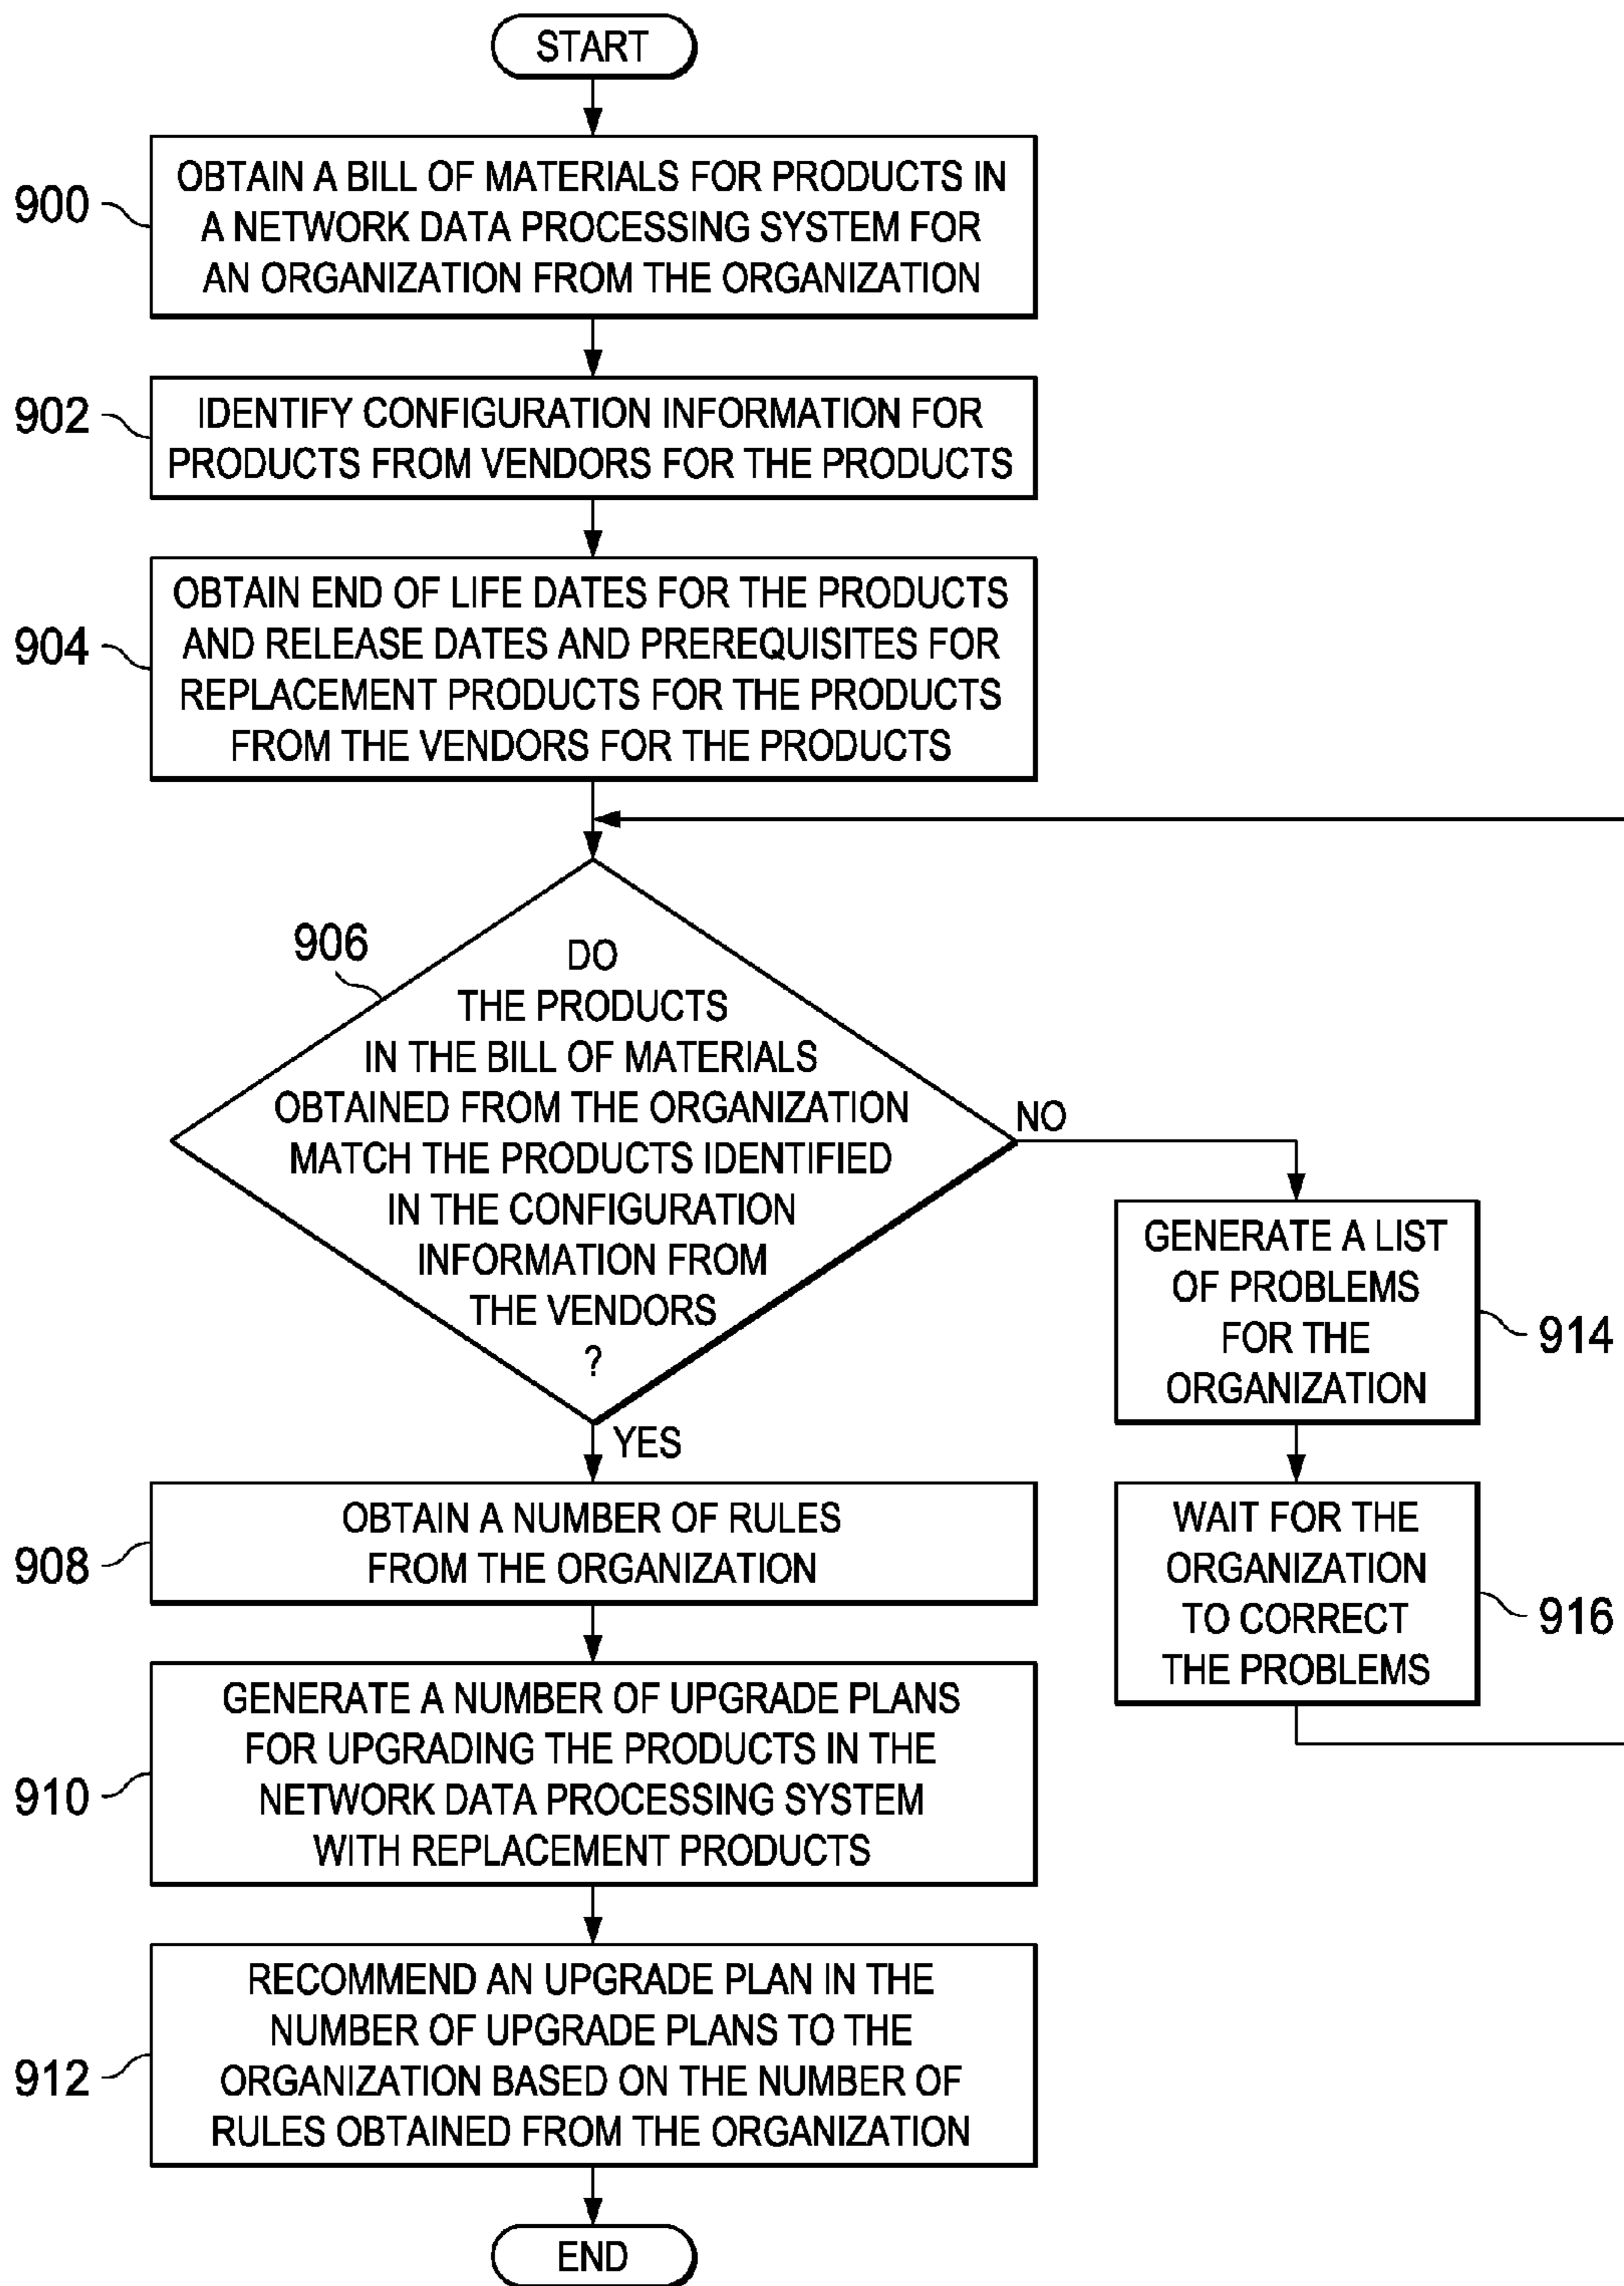 START
900
OBTAIN A BILL OF MATERIALS FOR PRODUCTS IN
A NETWORK DATA PROCESSING SYSTEM FOR
AN ORGANIZATION FROM THE ORGANIZATION
902
IDENTIFY CONFIGURATION INFORMATION FOR
PRODUCTS FROM VENDORS FOR THE PRODUCTS
904
OBTAIN END OF LIFE DATES FOR THE PRODUCTS
AND RELEASE DATES AND PREREQUISITES FOR
REPLACEMENT PRODUCTS FOR THE PRODUCTS
FROM THE VENDORS FOR THE PRODUCTS
906
DO
THE PRODUCTS
IN THE BILL OF MATERIALS
OBTAINED FROM THE ORGANIZATION
MATCH THE PRODUCTS IDENTIFIED
IN THE CONFIGURATION
INFORMATION FROM
THE VENDORS
?
NO
GENERATE A LIST
OF PROBLEMS
FOR THE
ORGANIZATION
914
WAIT FOR THE
ORGANIZATION
TO CORRECT
THE PROBLEMS
916
YES
908
OBTAIN A NUMBER OF RULES
FROM THE ORGANIZATION
910
GENERATE A NUMBER OF UPGRADE PLANS
FOR UPGRADING THE PRODUCTS IN THE
NETWORK DATA PROCESSING SYSTEM
WITH REPLACEMENT PRODUCTS
912
RECOMMEND AN UPGRADE PLAN IN THE
NUMBER OF UPGRADE PLANS TO THE
ORGANIZATION BASED ON THE NUMBER OF
RULES OBTAINED FROM THE ORGANIZATION
END